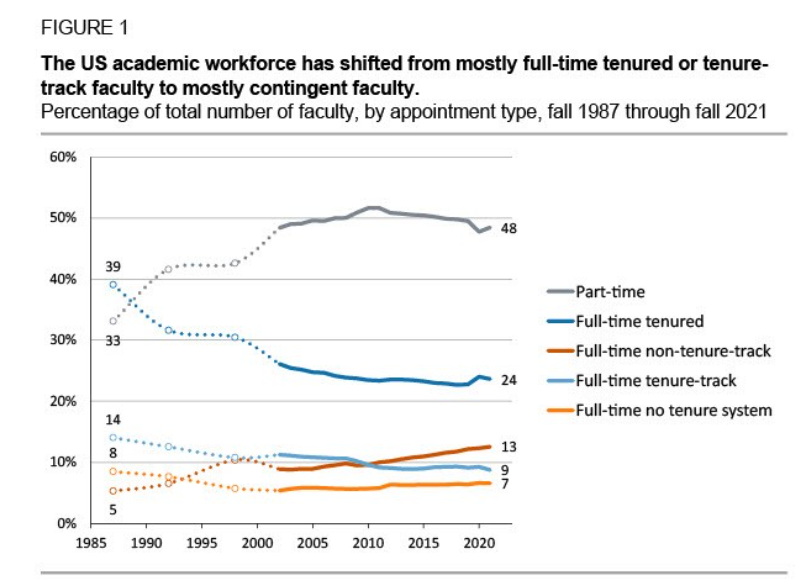 FIGURE 1
The US academic workforce has shifted from mostly full-time tenured or tenure-
track faculty to mostly contingent faculty.
Percentage of total number of faculty, by appointment type, fall 1987 through fall 2021
60%
50%
40%
30%
20%
10%
0%
39
33
14
8
5
48
24
13
9
7
1985 1990 1995 2000 2005 2010 2015 2020
Part-time
Full-time tenured
Full-time non-tenure-track
Full-time tenure-track
Full-time no tenure system